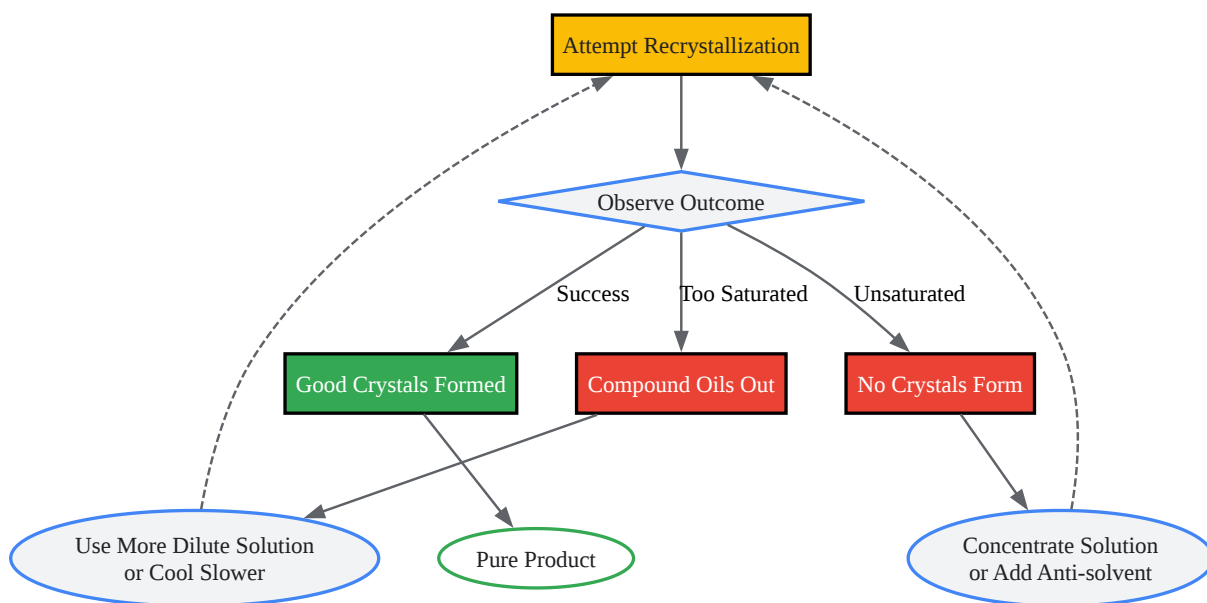 Attempt Recrystallization
Observe Outcome
Success
Too Saturated
Unsaturated
Good Crystals Formed
Compound Oils Out
No Crystals Form
Use More Dilute Solution
or Cool Slower
Pure Product
Concentrate Solution
or Add Anti-solvent